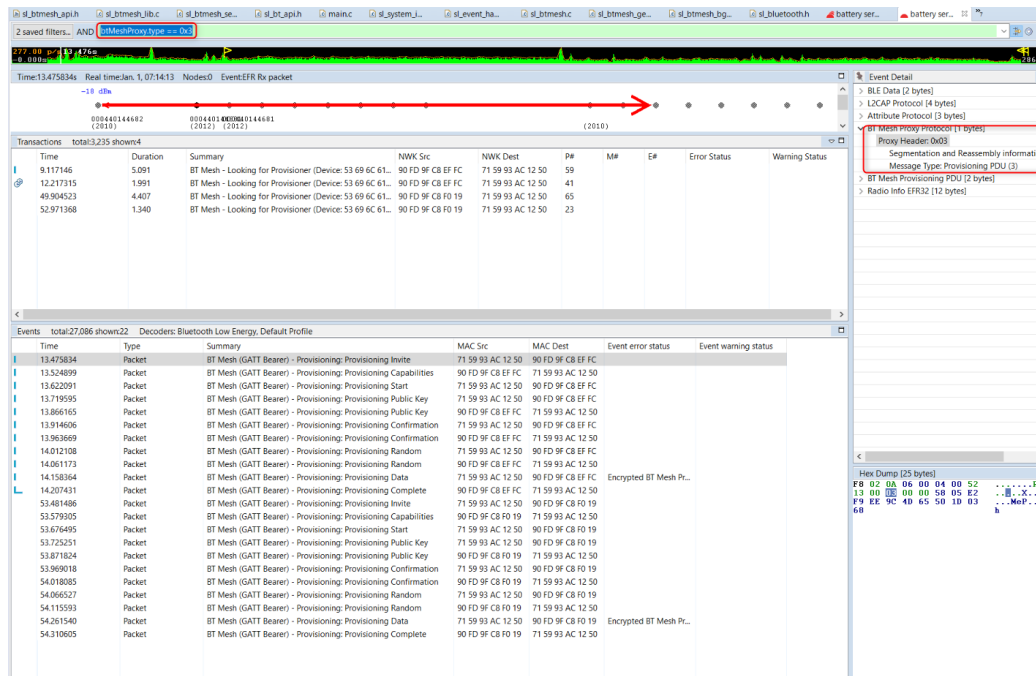 sl_btmesh_api.h sl_btmesh_lib.c sl_btmesh_se... sl_bt_api.h main.c sl_system_i... sl_event_ha... sl_btmesh.c sl_btmesh_ge... sl_btmesh_bg... sl_bluetooth.h battery ser... battery ser...
2 saved filters... AND btMeshProxy.type == 0x3
277.00 p/s 13.476s
-0.000s
Time:13.475834s Real time:Jan. 1, 07:14:13 Nodes:0 Event:EFR Rx packet
-18 dBm
000440144682
(2010) (2012) (2012) (2010)
Transactions total:3,235 shown:4
Time Duration Summary NWK Src NWK Dest P# M# E# Error Status Warning Status
9.117146 5.091 BT Mesh - Looking for Provisioner (Device: 53 69 6C 61... 90 FD 9F C8 EF FC 71 59 93 AC 12 50 59
12.217315 1.991 BT Mesh - Looking for Provisioner (Device: 53 69 6C 61... 90 FD 9F C8 EF FC 71 59 93 AC 12 50 41
49.904523 4.407 BT Mesh - Looking for Provisioner (Device: 53 69 6C 61... 90 FD 9F C8 F0 19 71 59 93 AC 12 50 65
52.971368 1.340 BT Mesh - Looking for Provisioner (Device: 53 69 6C 61... 90 FD 9F C8 F0 19 71 59 93 AC 12 50 23
Events total:27,086 shown:22 Decoders: Bluetooth Low Energy, Default Profile
Time Type Summary MAC Src MAC Dest Event error status Event warning status
13.475834 Packet BT Mesh (GATT Bearer) - Provisioning: Provisioning Invite 71 59 93 AC 12 50 90 FD 9F C8 EF FC
13.524899 Packet BT Mesh (GATT Bearer) - Provisioning: Provisioning Capabilities 90 FD 9F C8 EF FC 71 59 93 AC 12 50
13.622091 Packet BT Mesh (GATT Bearer) - Provisioning: Provisioning Start 71 59 93 AC 12 50 90 FD 9F C8 EF FC
13.719595 Packet BT Mesh (GATT Bearer) - Provisioning: Provisioning Public Key 71 59 93 AC 12 50 90 FD 9F C8 EF FC
13.866165 Packet BT Mesh (GATT Bearer) - Provisioning: Provisioning Public Key 90 FD 9F C8 EF FC 71 59 93 AC 12 50
13.914606 Packet BT Mesh (GATT Bearer) - Provisioning: Provisioning Confirmation 71 59 93 AC 12 50 90 FD 9F C8 EF FC
13.963669 Packet BT Mesh (GATT Bearer) - Provisioning: Provisioning Confirmation 90 FD 9F C8 EF FC 71 59 93 AC 12 50
14.012108 Packet BT Mesh (GATT Bearer) - Provisioning: Provisioning Random 71 59 93 AC 12 50 90 FD 9F C8 EF FC
14.061173 Packet BT Mesh (GATT Bearer) - Provisioning: Provisioning Random 90 FD 9F C8 EF FC 71 59 93 AC 12 50
14.158364 Packet BT Mesh (GATT Bearer) - Provisioning: Provisioning Data 71 59 93 AC 12 50 90 FD 9F C8 EF FC Encrypted BT Mesh Pr...
14.207431 Packet BT Mesh (GATT Bearer) - Provisioning: Provisioning Complete 90 FD 9F C8 EF FC 71 59 93 AC 12 50
53.481486 Packet BT Mesh (GATT Bearer) - Provisioning: Provisioning Invite 71 59 93 AC 12 50 90 FD 9F C8 F0 19
53.579305 Packet BT Mesh (GATT Bearer) - Provisioning: Provisioning Capabilities 90 FD 9F C8 F0 19 71 59 93 AC 12 50
53.676495 Packet BT Mesh (GATT Bearer) - Provisioning: Provisioning Start 71 59 93 AC 12 50 90 FD 9F C8 F0 19
53.725251 Packet BT Mesh (GATT Bearer) - Provisioning: Provisioning Public Key 71 59 93 AC 12 50 90 FD 9F C8 F0 19
53.871824 Packet BT Mesh (GATT Bearer) - Provisioning: Provisioning Public Key 90 FD 9F C8 F0 19 71 59 93 AC 12 50
53.969018 Packet BT Mesh (GATT Bearer) - Provisioning: Provisioning Confirmation 71 59 93 AC 12 50 90 FD 9F C8 F0 19
54.018085 Packet BT Mesh (GATT Bearer) - Provisioning: Provisioning Confirmation 90 FD 9F C8 F0 19 71 59 93 AC 12 50
54.066527 Packet BT Mesh (GATT Bearer) - Provisioning: Provisioning Random 71 59 93 AC 12 50 90 FD 9F C8 F0 19
54.115593 Packet BT Mesh (GATT Bearer) - Provisioning: Provisioning Random 90 FD 9F C8 F0 19 71 59 93 AC 12 50
54.261540 Packet BT Mesh (GATT Bearer) - Provisioning: Provisioning Data 71 59 93 AC 12 50 90 FD 9F C8 F0 19 Encrypted BT Mesh Pr...
54.310605 Packet BT Mesh (GATT Bearer) - Provisioning: Provisioning Complete 90 FD 9F C8 F0 19 71 59 93 AC 12 50
Event Detail
BLE Data [2 bytes]
L2CAP Protocol [4 bytes]
Attribute Protocol [3 bytes]
BT Mesh Proxy Protocol [1 bytes]
Proxy Header: 0x03
Segmentation and Reassembly informati
Message Type: Provisioning PDU (3)
BT Mesh Provisioning PDU [2 bytes]
Radio Info EFR32 [12 bytes]
Hex Dump [25 bytes]
F8 02 0A 06 00 04 00 52 .......R
13 00 03 00 00 58 05 E2 .....X..
F9 EE 9C 4D 65 50 1D 03 ...MeP..
68 h